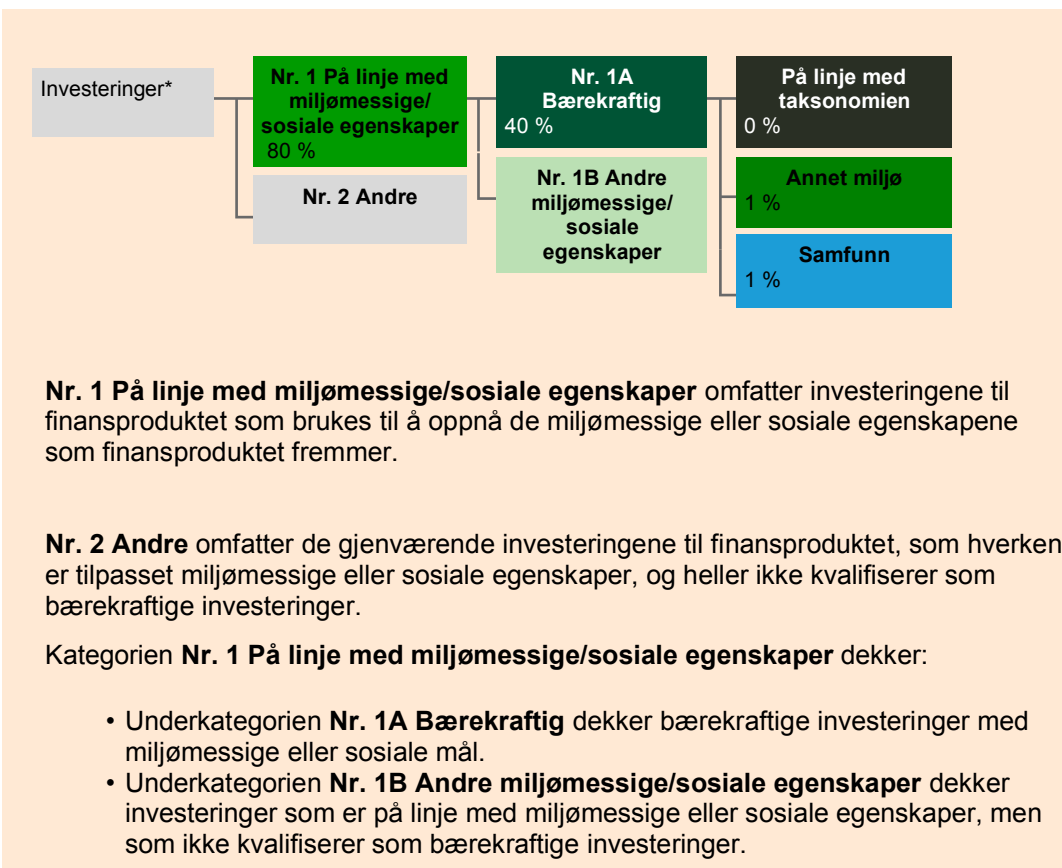 Investeringer*
Nr. 1 På linje med
miljømessige/
sosiale egenskaper
80 %
Nr. 2 Andre
Nr. 1A
Bærekraftig
40 %
Nr. 1B Andre
miljømessige/
sosiale
egenskaper
På linje med
taksonomien
0 %
Annet miljø
1 %
Samfunn
1 %
Nr. 1 På linje med miljømessige/sosiale egenskaper omfatter investeringene til
finansproduktet som brukes til å oppnå de miljømessige eller sosiale egenskapene
som finansproduktet fremmer.
Nr. 2 Andre omfatter de gjenværende investeringene til finansproduktet, som hverken
er tilpasset miljømessige eller sosiale egenskaper, og heller ikke kvalifiserer som
bærekraftige investeringer.
Kategorien Nr. 1 På linje med miljømessige/sosiale egenskaper dekker:
• Underkategorien Nr. 1A Bærekraftig dekker bærekraftige investeringer med
miljømessige eller sosiale mål.
• Underkategorien Nr. 1B Andre miljømessige/sosiale egenskaper dekker
investeringer som er på linje med miljømessige eller sosiale egenskaper, men
som ikke kvalifiserer som bærekraftige investeringer.